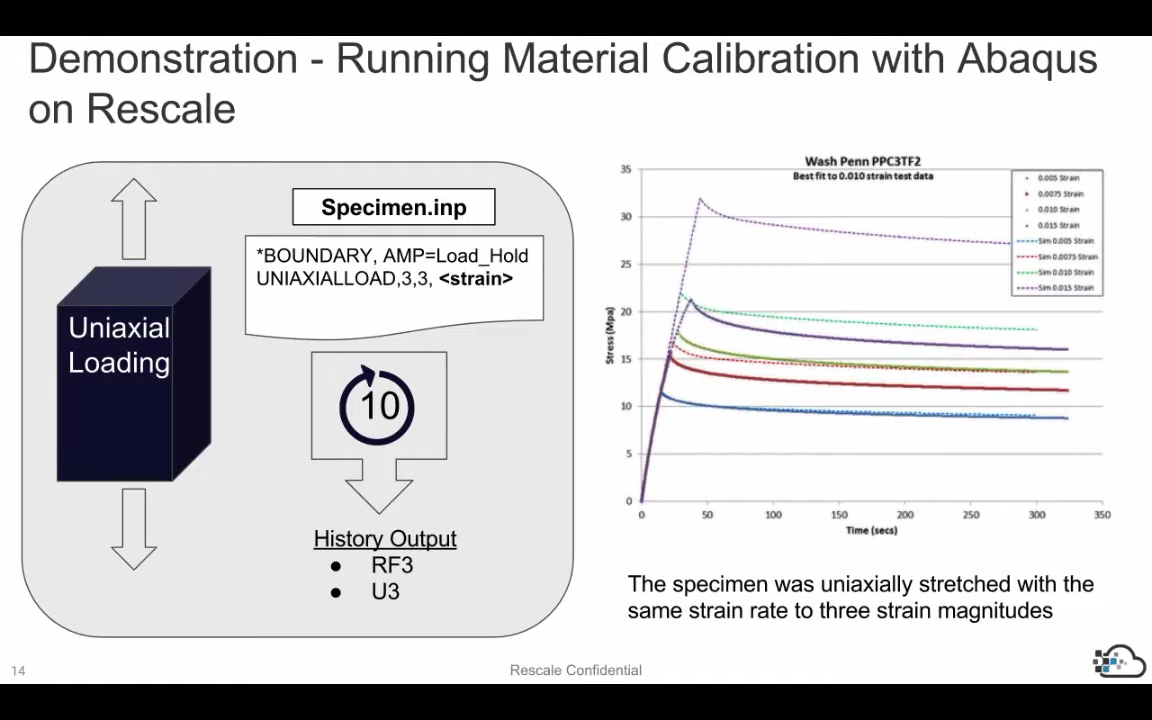 Demonstration - Running Material Calibration with Abaqus
on Rescale
Uniaxial
Loading
Specimen.inp
*BOUNDARY, AMP=Load_Hold
UNIAXIALLOAD,3,3, <strain>
10
History Output
● RF3
● U3
Wash Penn PPC3TF2
Best fit to 0.010 strain test data
0.005 Strain
0.0075 Strain
0.010 Strain
0.015 Strain
Sim 0.005 Strain
Sim 0.0075 Strain
Sim 0.010 Strain
Sim 0.015 Strain
Stress (Mpa)
35
30
25
20
15
10
5
0
0 50 100 150 200 250 300 350
Time (secs)
The specimen was uniaxially stretched with the
same strain rate to three strain magnitudes
14
Rescale Confidential